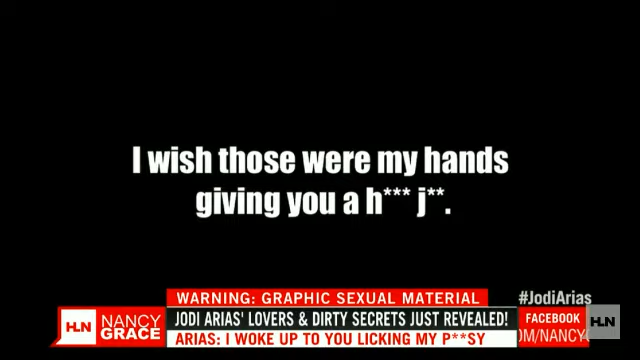 I wish those were my hands
giving you a h*** j**.
WARNING: GRAPHIC SEXUAL MATERIAL
#JodiArias
HLN NANCY GRACE
JODI ARIAS' LOVERS & DIRTY SECRETS JUST REVEALED!
FACEBOOK
HLN
ARIAS: I WOKE UP TO YOU LICKING MY P**SY
OM/NANCY